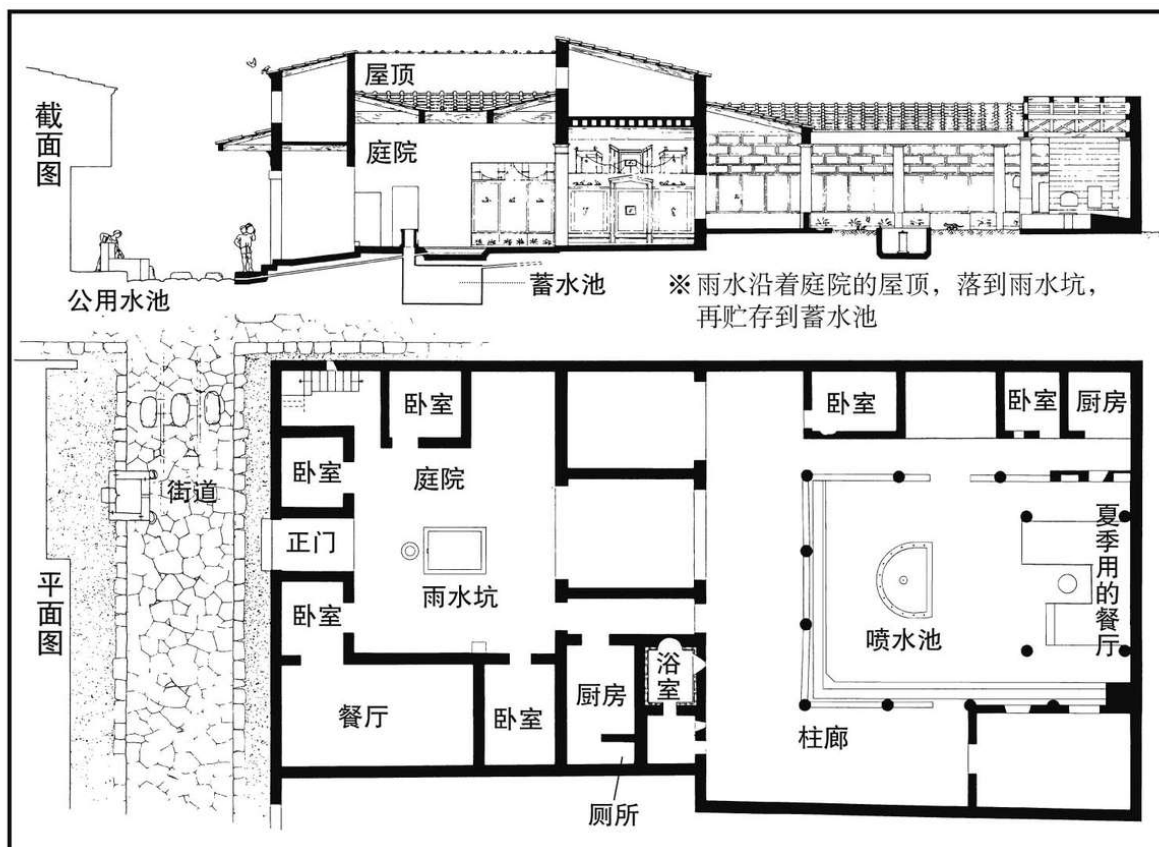 截面图
屋顶
庭院
公用水池
蓄水池
※雨水沿着庭院的屋顶，落到雨水坑，
再贮存到蓄水池
平面图
街道
卧室
卧室
庭院
正门
雨水坑
卧室
餐厅
卧室
厨房
浴室
厕所
卧室
卧室
厨房
夏季用的餐厅
喷水池
柱廊